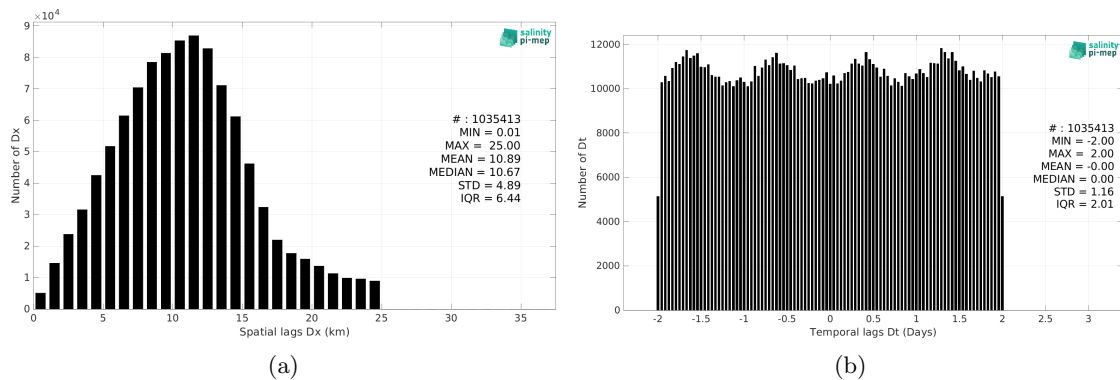 ×10⁴
9
8
7
6
5
4
3
2
1
0
Number of Dx
0 5 10 15 20 25 30 35
Spatial lags Dx (km)
salinity
pi-mep
# : 1035413
MIN = 0.01
MAX = 25.00
MEAN = 10.89
MEDIAN = 10.67
STD = 4.89
IQR = 6.44
(a)
12000
10000
8000
6000
4000
2000
0
Number of Dt
-2 -1.5 -1 -0.5 0 0.5 1 1.5 2 2.5 3
Temporal lags Dt (Days)
salinity
pi-mep
# : 1035413
MIN = -2.00
MAX = 2.00
MEAN = -0.00
MEDIAN = 0.00
STD = 1.16
IQR = 2.01
(b)